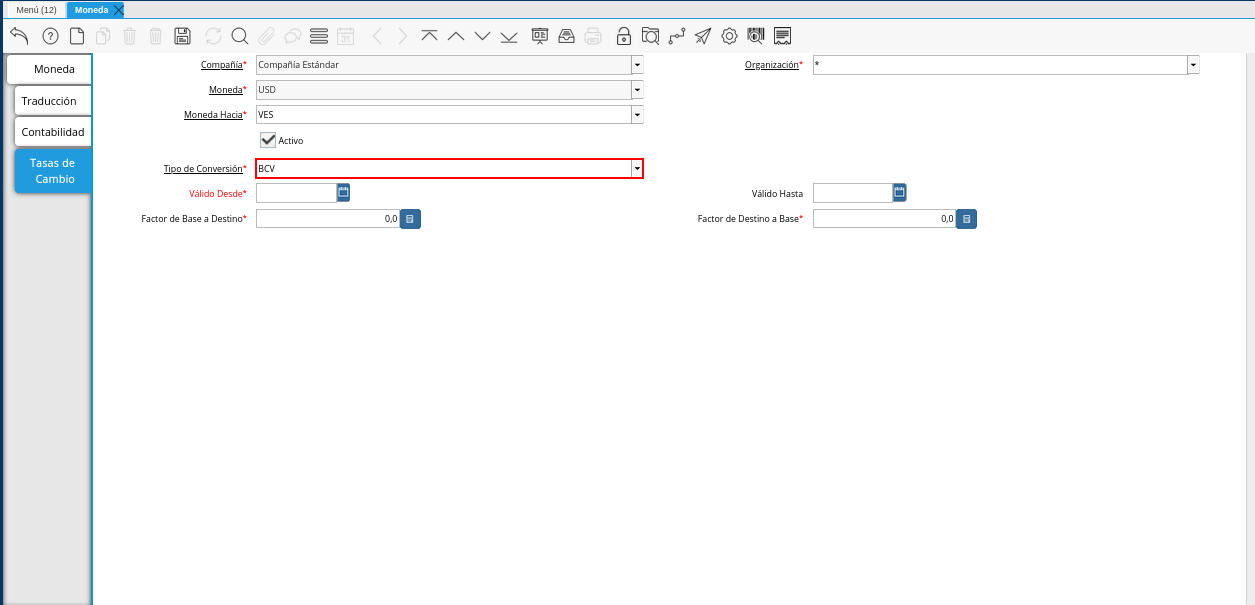 Menú (12) Moneda
31
Moneda
Traducción
Contabilidad
Tasas de
Cambio
Compañía* Compañía Estándar Organización* *
Moneda* USD
Moneda Hacia* VES
Activo
Tipo de Conversión* BCV
Válido Desde* Válido Hasta
Factor de Base a Destino* 0,0 Factor de Destino a Base* 0,0